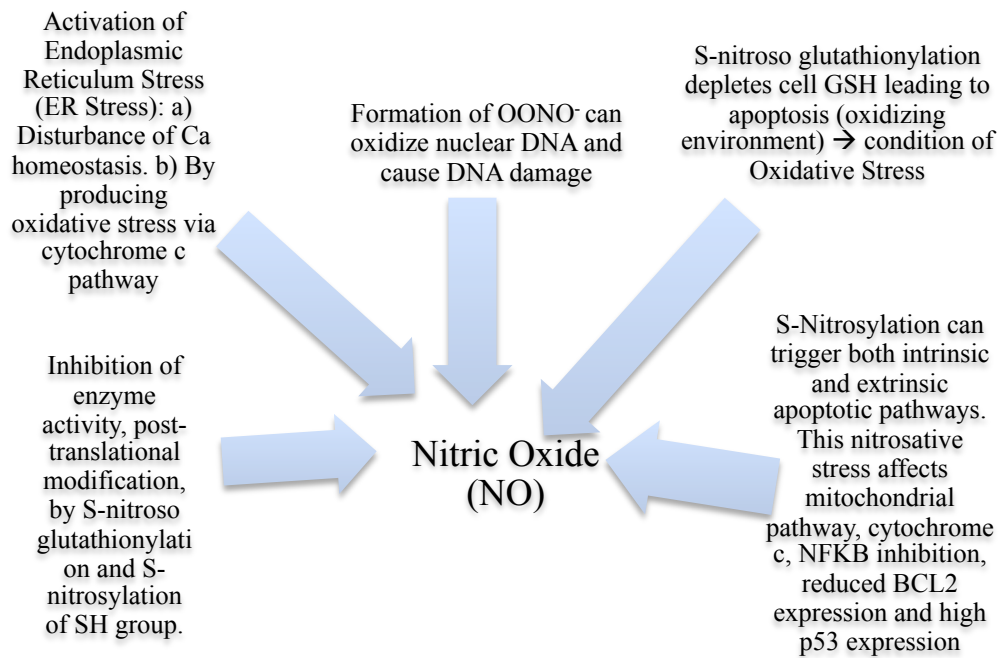 Activation of
Endoplasmic
Reticulum Stress
(ER Stress): a)
Disturbance of Ca
homeostasis. b) By
producing
oxidative stress via
cytochrome c
pathway
Formation of OONO⁻ can
oxidize nuclear DNA and
cause DNA damage
S-nitroso glutathionylation
depletes cell GSH leading to
apoptosis (oxidizing
environment) → condition of
Oxidative Stress
Inhibition of
enzyme
activity, post-
translational
modification,
by S-nitroso
glutathionylati
on and S-
nitrosylation
of SH group.
Nitric Oxide
(NO)
S-Nitrosylation can
trigger both intrinsic
and extrinsic
apoptotic pathways.
This nitrosative
stress affects
mitochondrial
pathway, cytochrome
c, NFKB inhibition,
reduced BCL2
expression and high
p53 expression